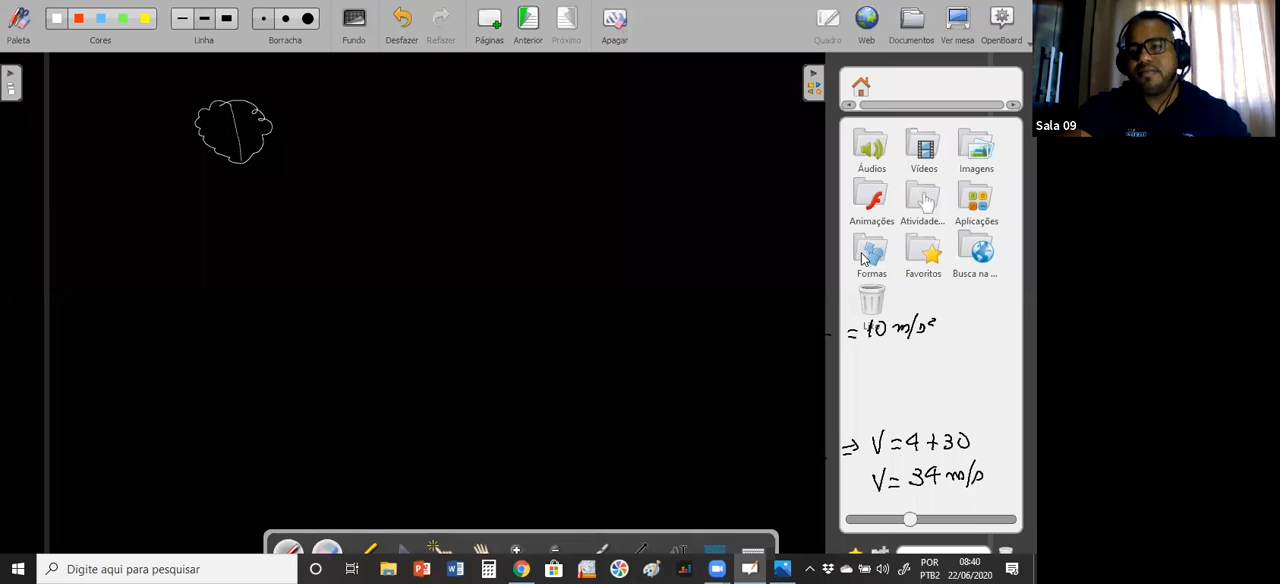 Paleta
Cores
Linha
Borracha
Fundo
Desfazer
Refazer
Páginas
Anterior
Próximo
Apagar
Quadro
Web
Documentos
Ver mesa
OpenBoard
Sala 09
Áudios
Vídeos
Imagens
Animações
Atividade...
Aplicações
Formas
Favoritos
Busca na ...
= 10 m/s²
⇒ V = 4 + 30
V = 34 m/s
Digite aqui para pesquisar
POR
PTB2
08:40
22/06/2020